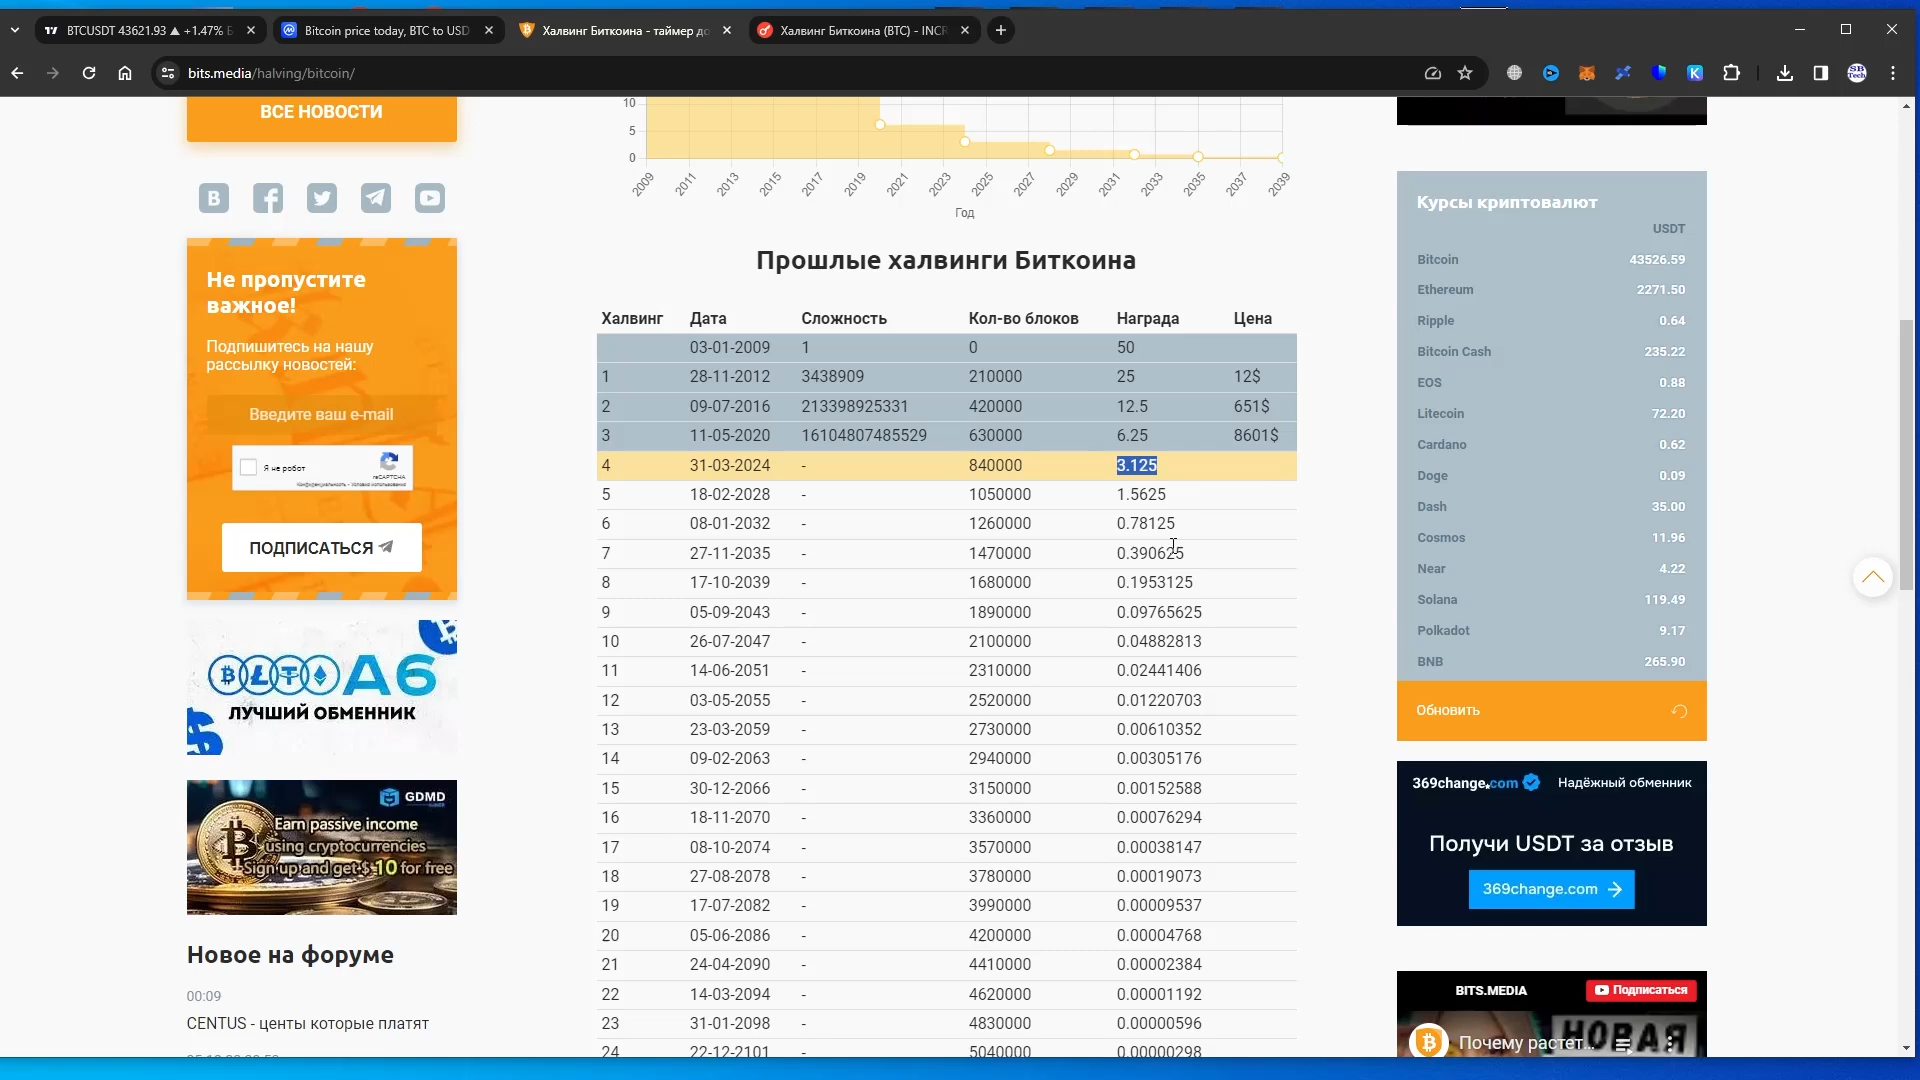 BTCUSDT 43621.93 ▲ +1.47%
Bitcoin price today, BTC to USD
Халвинг Биткоина - таймер до
Халвинг Биткоина (BTC) - INCR
bits.media/halving/bitcoin/
SB
Tech
ВСЕ НОВОСТИ
Не пропустите
важное!
Подпишитесь на нашу
рассылку новостей:
Введите ваш e-mail
Я не робот
reCAPTCHA
Конфиденциальность - Условия использования
ПОДПИСАТЬСЯ
А6
ЛУЧШИЙ ОБМЕННИК
GDMD
Earn passive income
using cryptocurrencies
Sign up and get $ 10 for free
Новое на форуме
00:09
CENTUS - центы которые платят
10
5
0
2009 2011 2013 2015 2017 2019 2021 2023 2025 2027 2029 2031 2033 2035 2037 2039
Год
Прошлые халвинги Биткоина
Халвинг Дата Сложность Кол-во блоков Награда Цена
03-01-2009 1 0 50
1 28-11-2012 3438909 210000 25 12$
2 09-07-2016 213398925331 420000 12.5 651$
3 11-05-2020 16104807485529 630000 6.25 8601$
4 31-03-2024 - 840000 3.125
5 18-02-2028 - 1050000 1.5625
6 08-01-2032 - 1260000 0.78125
7 27-11-2035 - 1470000 0.390625
8 17-10-2039 - 1680000 0.1953125
9 05-09-2043 - 1890000 0.09765625
10 26-07-2047 - 2100000 0.04882813
11 14-06-2051 - 2310000 0.02441406
12 03-05-2055 - 2520000 0.01220703
13 23-03-2059 - 2730000 0.00610352
14 09-02-2063 - 2940000 0.00305176
15 30-12-2066 - 3150000 0.00152588
16 18-11-2070 - 3360000 0.00076294
17 08-10-2074 - 3570000 0.00038147
18 27-08-2078 - 3780000 0.00019073
19 17-07-2082 - 3990000 0.00009537
20 05-06-2086 - 4200000 0.00004768
21 24-04-2090 - 4410000 0.00002384
22 14-03-2094 - 4620000 0.00001192
23 31-01-2098 - 4830000 0.00000596
24 22-12-2101 - 5040000 0.00000298
Курсы криптовалют
USDT
Bitcoin 43526.59
Ethereum 2271.50
Ripple 0.64
Bitcoin Cash 235.22
EOS 0.88
Litecoin 72.20
Cardano 0.62
Doge 0.09
Dash 35.00
Cosmos 11.96
Near 4.22
Solana 119.49
Polkadot 9.17
BNB 265.90
Обновить
369change.com Надёжный обменник
Получи USDT за отзыв
369change.com →
BITS.MEDIA Подписаться
НОВАЯ
Почему растет...